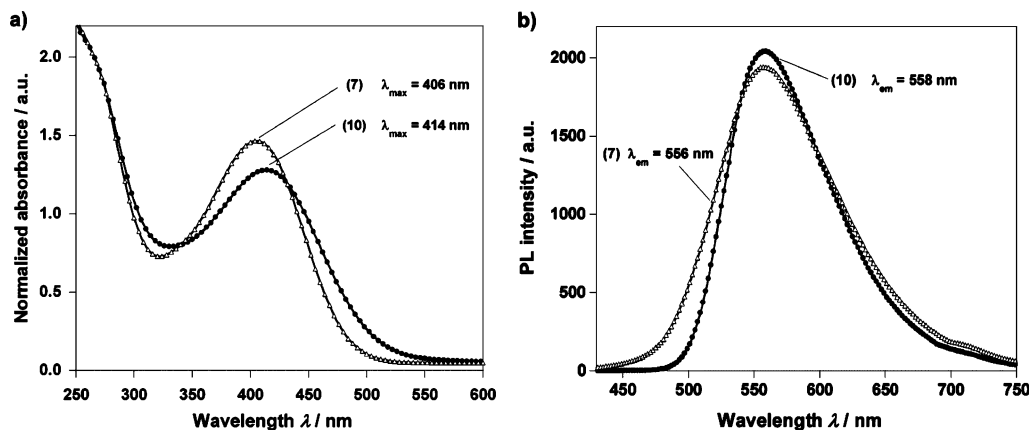 a)
Normalized absorbance / a.u.
2.0
1.5
1.0
0.5
0.0
(7) λmax = 406 nm
(10) λmax = 414 nm
250 300 350 400 450 500 550 600
Wavelength λ / nm
b)
PL intensity / a.u.
2000
1500
1000
500
0
(10) λem = 558 nm
(7) λem = 556 nm
450 500 550 600 650 700 750
Wavelength λ / nm